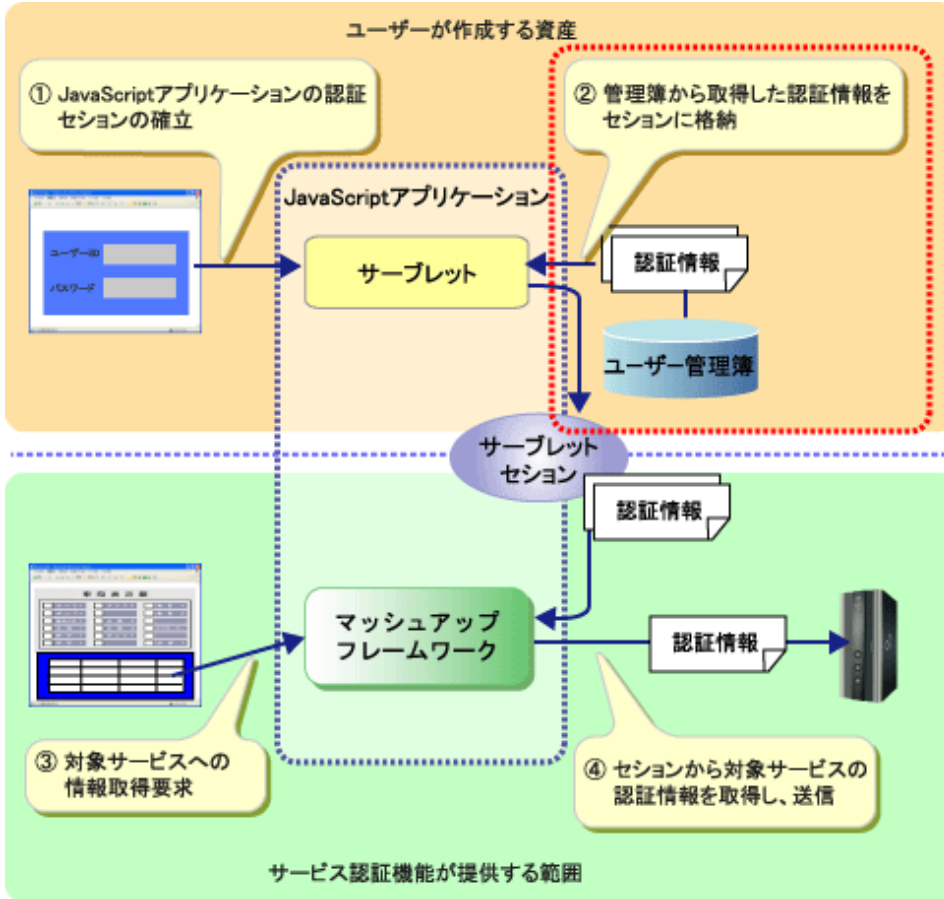 ユーザーが作成する資産
① JavaScriptアプリケーションの認証
セションの確立
② 管理簿から取得した認証情報を
セションに格納
JavaScriptアプリケーション
ユーザーID
パスワード
サーブレット
認証情報
ユーザー管理簿
サーブレット
セション
認証情報
マッシュアップ
フレームワーク
認証情報
③ 対象サービスへの
情報取得要求
④ セションから対象サービスの
認証情報を取得し、送信
サービス認証機能が提供する範囲